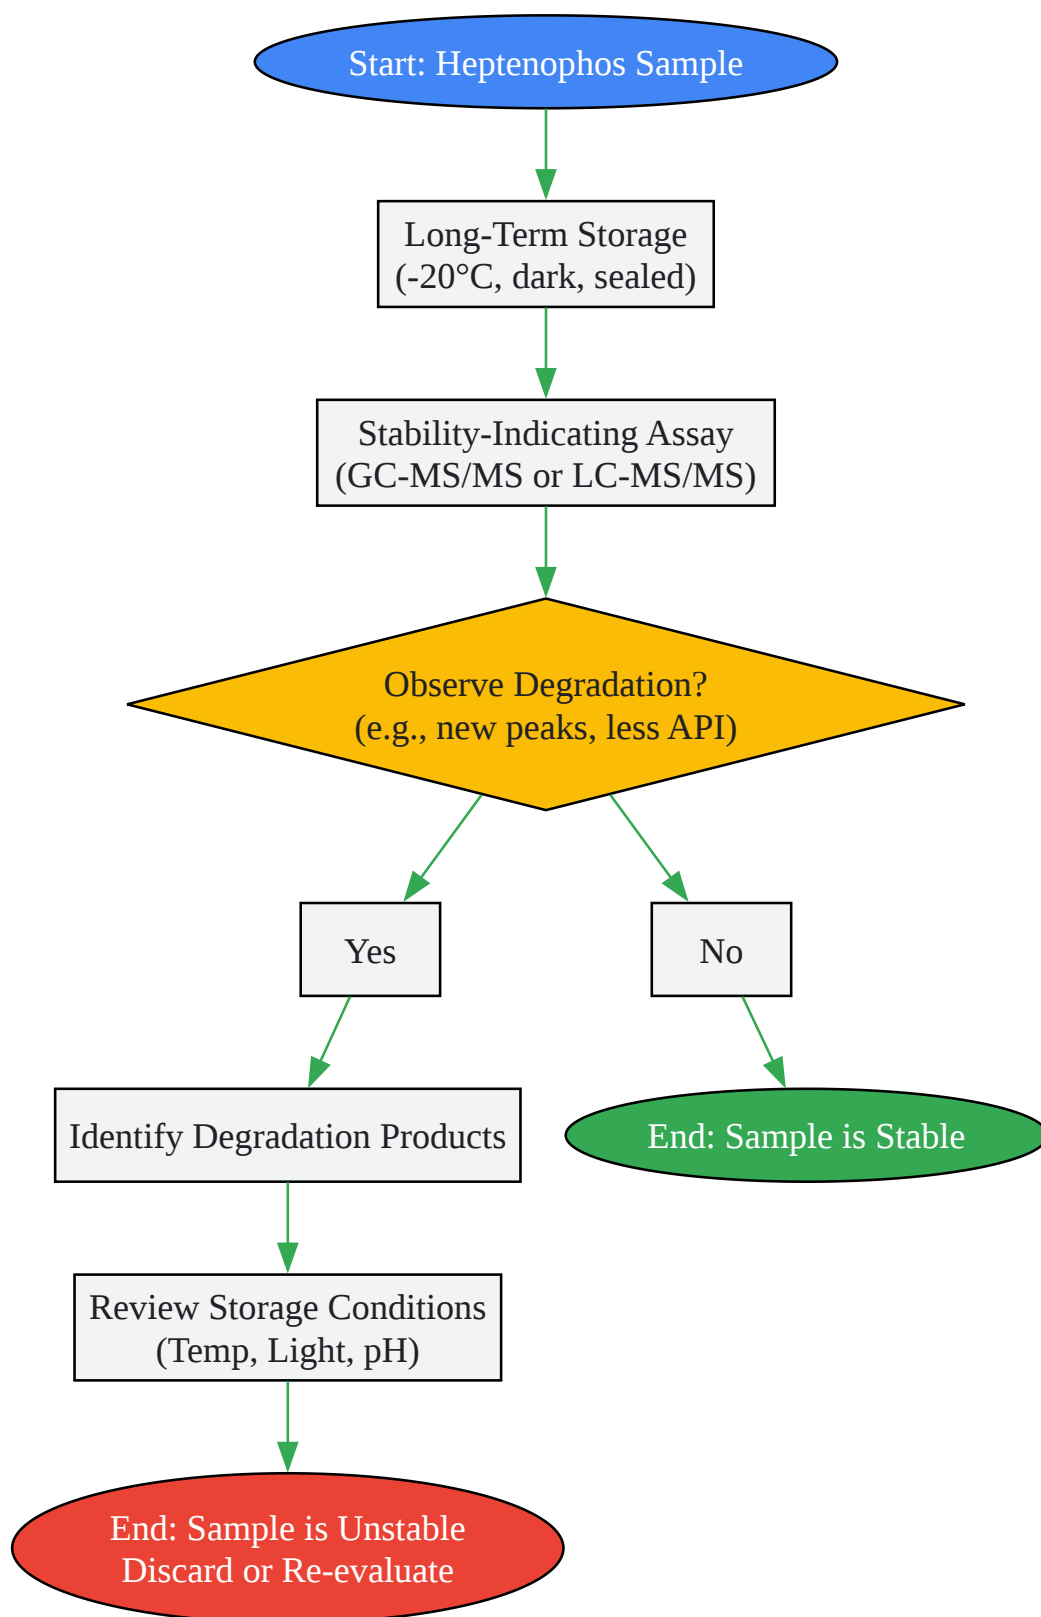 Start: Heptenophos Sample
Long-Term Storage
(-20°C, dark, sealed)
Stability-Indicating Assay
(GC-MS/MS or LC-MS/MS)
Observe Degradation?
(e.g., new peaks, less API)
Yes
No
Identify Degradation Products
End: Sample is Stable
Review Storage Conditions
(Temp, Light, pH)
End: Sample is Unstable
Discard or Re-evaluate